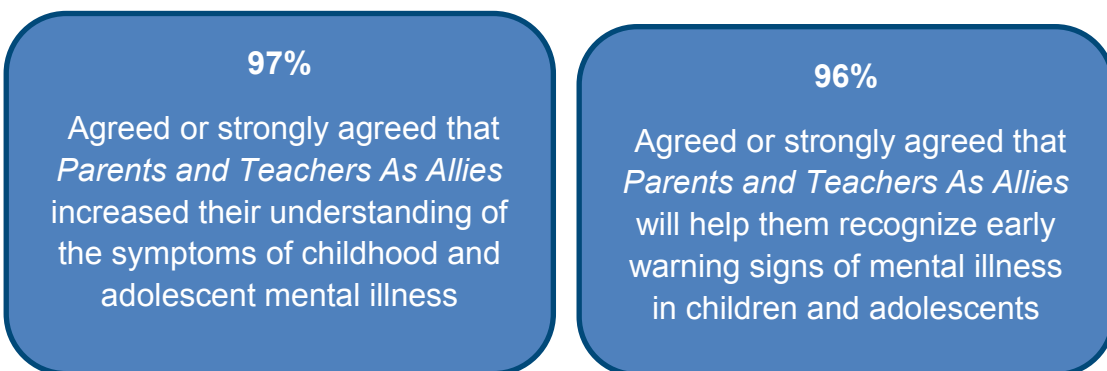 97%
Agreed or strongly agreed that
Parents and Teachers As Allies
increased their understanding of
the symptoms of childhood and
adolescent mental illness
96%
Agreed or strongly agreed that
Parents and Teachers As Allies
will help them recognize early
warning signs of mental illness
in children and adolescents